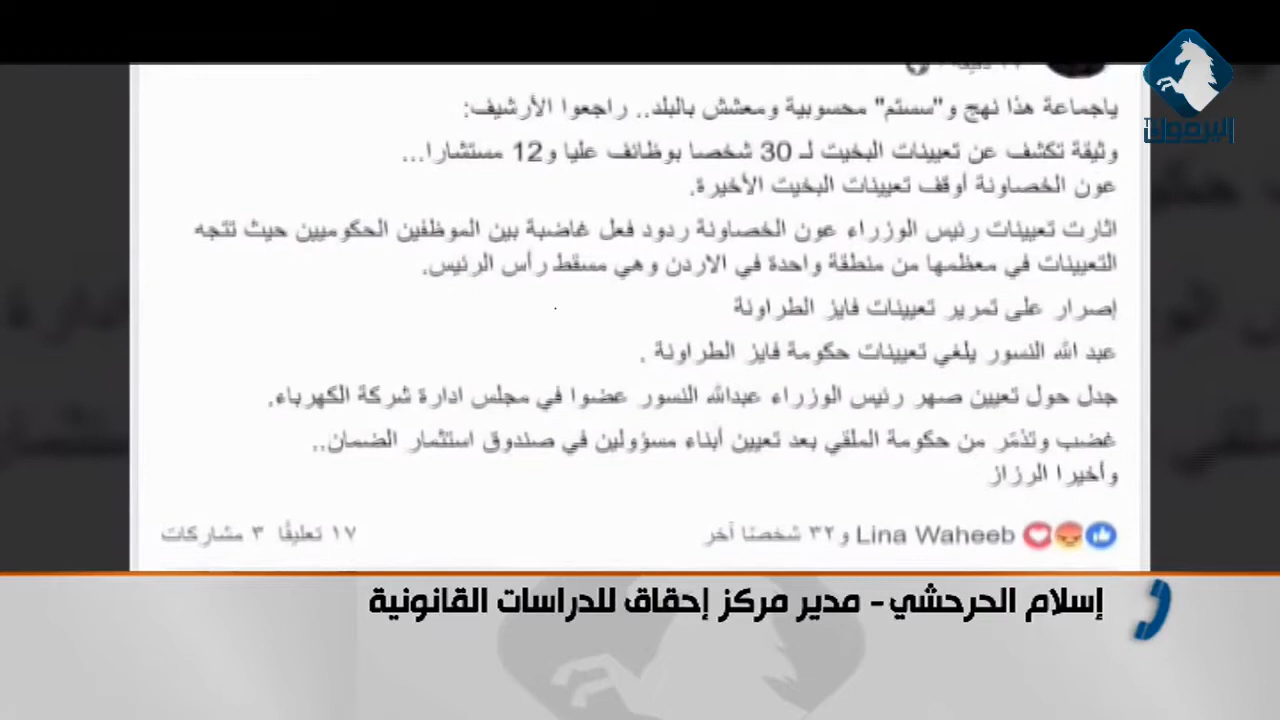 اليرموك
TV
ياجماعة هذا نهج و"سستم" محسوبية ومعشش بالبلد.. راجعوا الأرشيف:
وثيقة تكشف عن تعيينات البخيت لـ 30 شخصا بوظائف عليا و12 مستشارا...
عون الخصاونة أوقف تعيينات البخيت الأخيرة.
اثارت تعيينات رئيس الوزراء عون الخصاونة ردود فعل غاضبة بين الموظفين الحكوميين حيث تتجه
التعيينات في معظمها من منطقة واحدة في الاردن وهي مسقط رأس الرئيس.
إصرار على تمرير تعيينات فايز الطراونة
عبد الله النسور يلغي تعيينات حكومة فايز الطراونة .
جدل حول تعيين صهر رئيس الوزراء عبدالله النسور عضوا في مجلس ادارة شركة الكهرباء.
غضب وتذمّر من حكومة الملقي بعد تعيين أبناء مسؤولين في صندوق استثمار الضمان..
وأخيرا الرزاز
Lina Waheeb و٣٢ شخصًا آخر
١٧ تعليقًا ٣ مشاركات
إسلام الحرحشي - مدير مركز إحقاق للدراسات القانونية